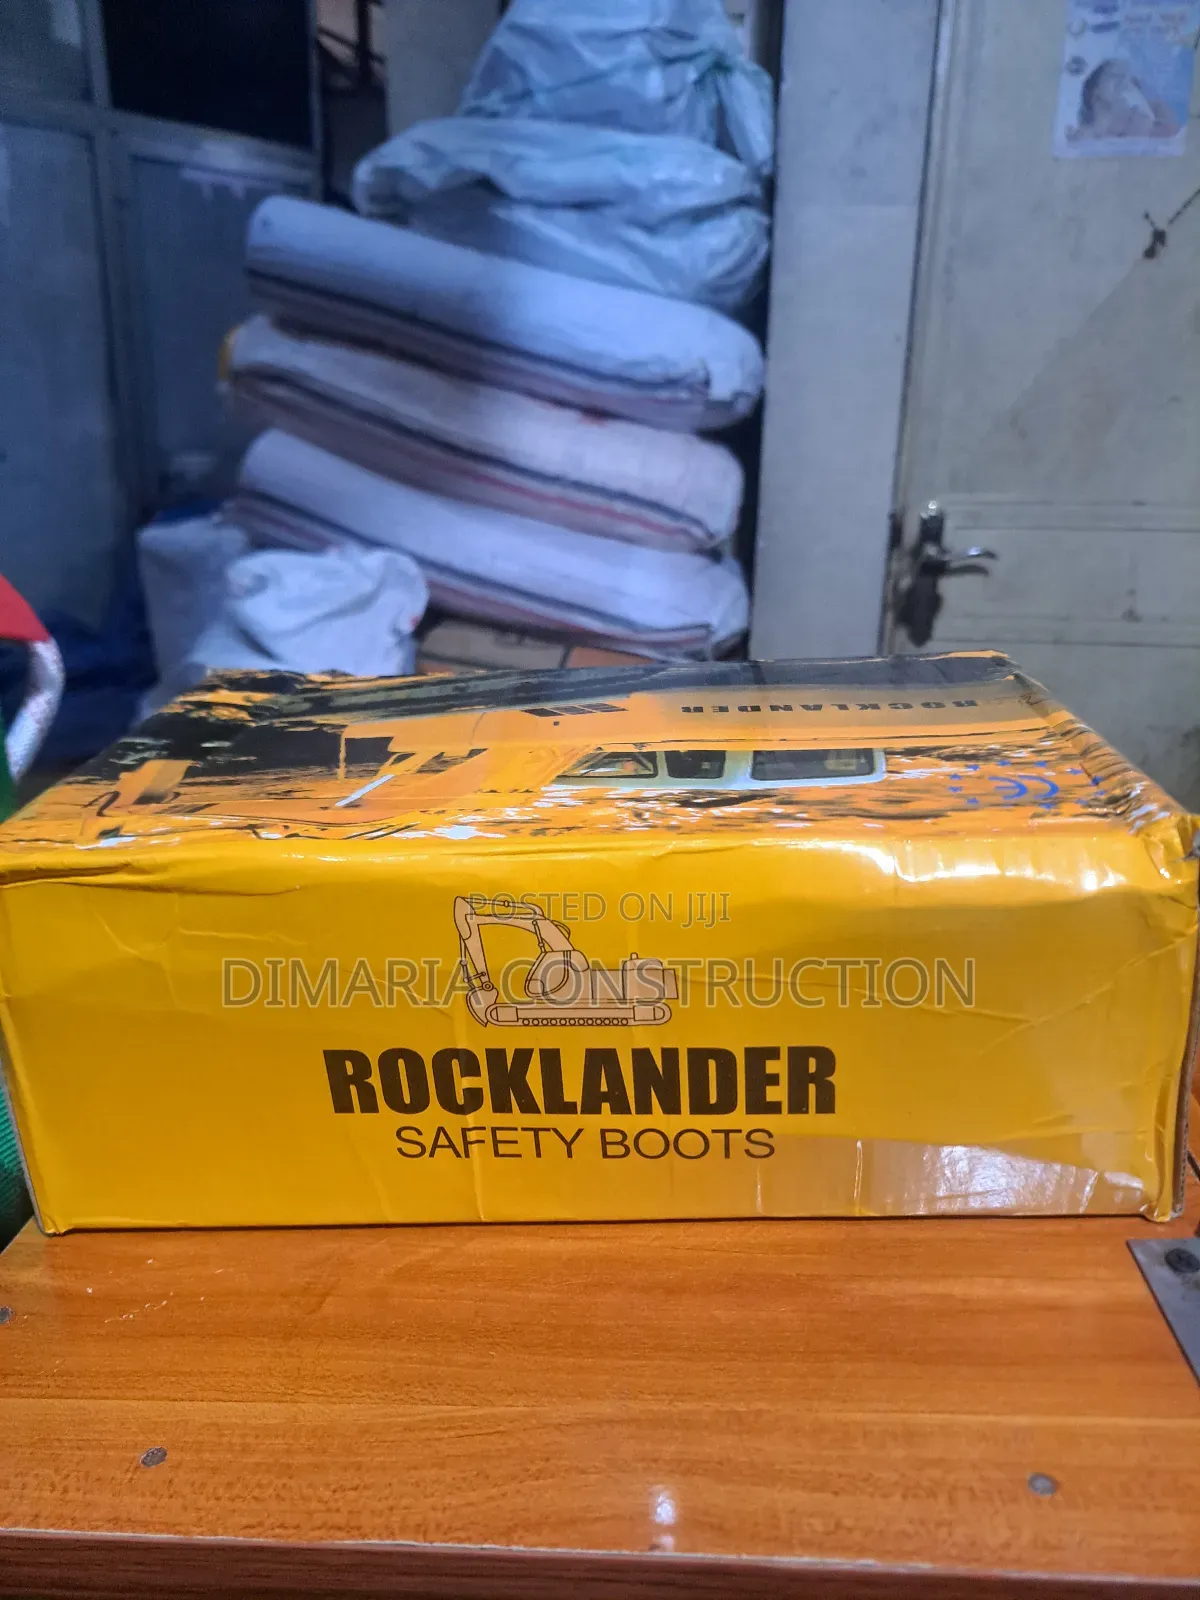 ROCKLANDER
POSTED ON JIJI
DIMARIA CONSTRUCTION
ROCKLANDER
SAFETY BOOTS